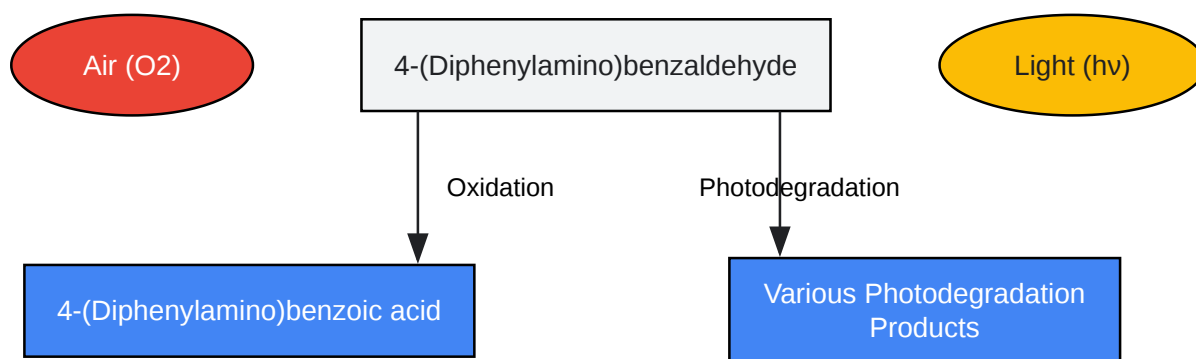 Air (O2)
4-(Diphenylamino)benzaldehyde
Light (hν)
Oxidation
Photodegradation
4-(Diphenylamino)benzoic acid
Various Photodegradation
Products